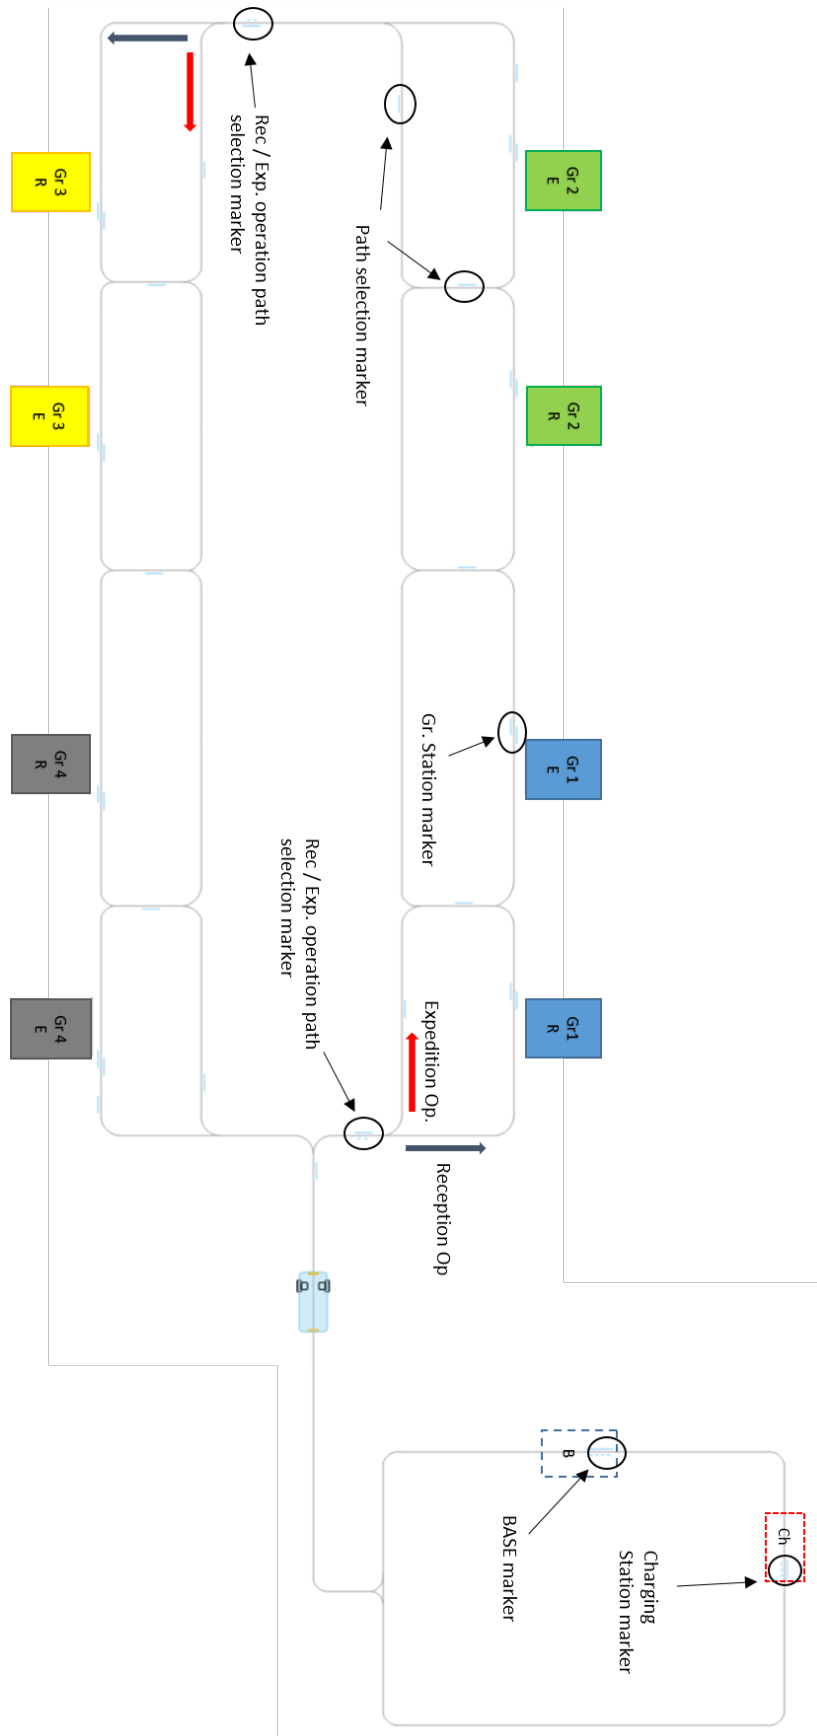 Rec / Exp. operation path
selection marker
Path selection marker
Gr 3
R
Gr 2
E
Gr 3
E
Gr 2
R
Gr. Station marker
Gr 4
R
Gr 1
E
Rec / Exp. operation path
selection marker
Expedition Op.
Gr 4
E
Gr1
R
Reception Op
B
BASE marker
Ch
Charging
Station marker